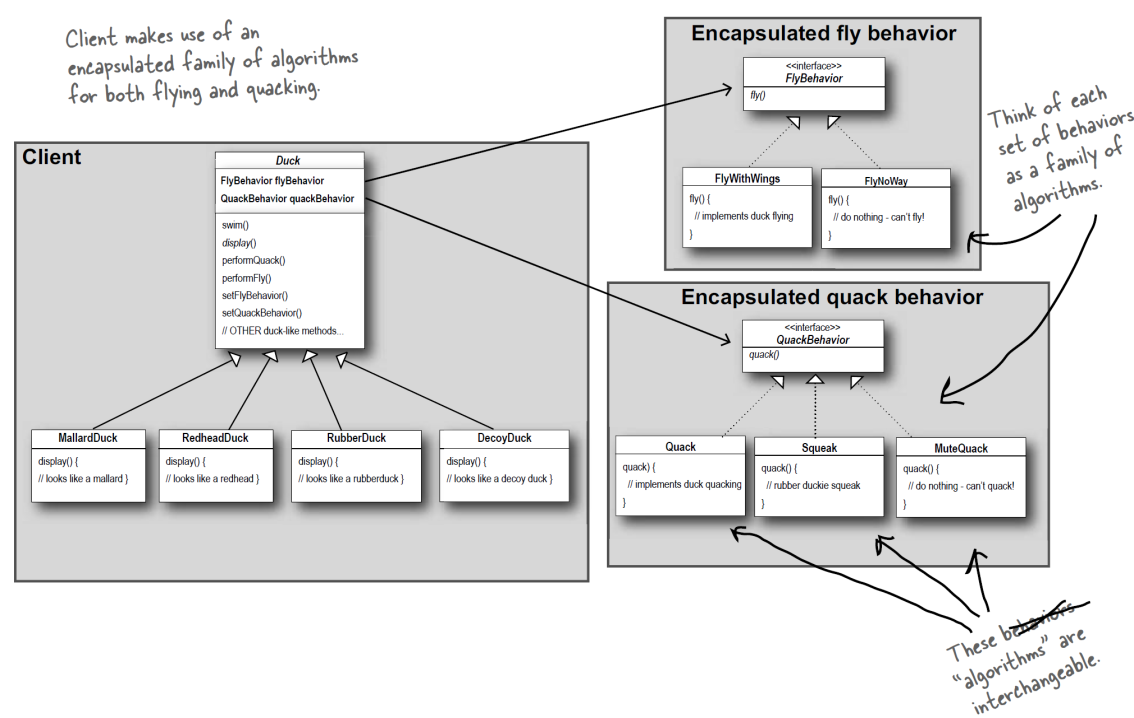 Client makes use of an
encapsulated family of algorithms
for both flying and quacking.
Client
Duck
FlyBehavior flyBehavior
QuackBehavior quackBehavior
swim()
display()
performQuack()
performFly()
setFlyBehavior()
setQuackBehavior()
// OTHER duck-like methods...
MallardDuck
display() {
// looks like a mallard }
RedheadDuck
display() {
// looks like a redhead }
RubberDuck
display() {
// looks like a rubberduck }
DecoyDuck
display() {
// looks like a decoy duck }
Encapsulated fly behavior
<<interface>>
FlyBehavior
fly()
FlyWithWings
fly() {
// implements duck flying
}
FlyNoWay
fly() {
// do nothing - can't fly!
}
Think of each
set of behaviors
as a family of
algorithms.
Encapsulated quack behavior
<<interface>>
QuackBehavior
quack()
Quack
quack) {
// implements duck quacking
}
Squeak
quack() {
// rubber duckie squeak
}
MuteQuack
quack() {
// do nothing - can't quack!
}
These behaviors
“algorithms” are
interchangeable.